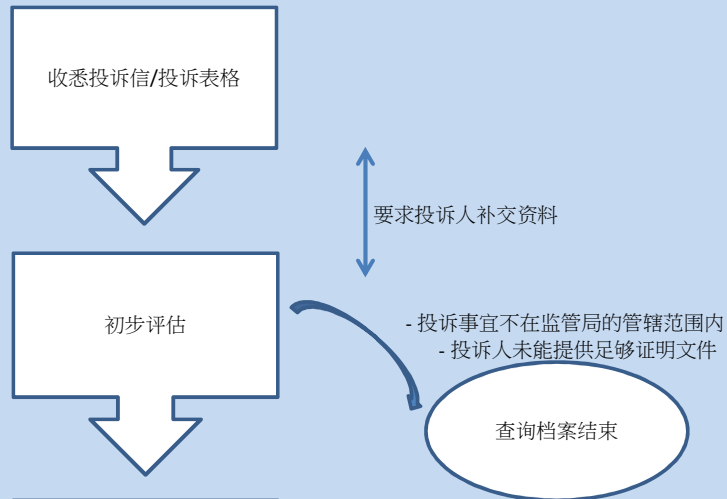 收悉投诉信/投诉表格
要求投诉人补交资料
初步评估
- 投诉事宜不在监管局的管辖范围内
- 投诉人未能提供足够证明文件
查询档案结束